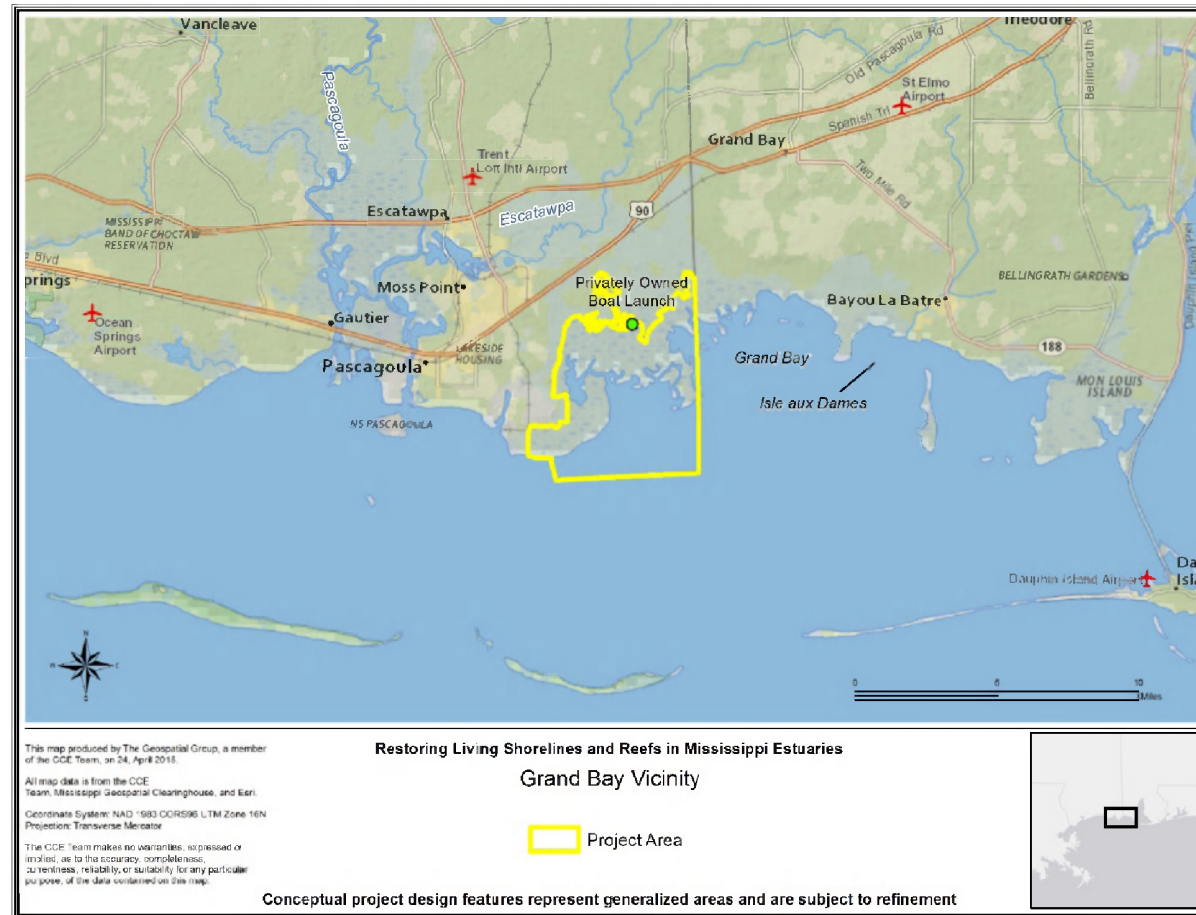 Vancleave
Theodore
Old Pascagoula Rd
Bellingrath Rd
St Elmo
Airport
Pascagoula
Spanish Trl
Grand Bay
Trent
Lott Intl Airport
Two Mile Rd
Escatawpa
Escatawpa
90
MISSISSIPPI
BAND OF CHOCTAW
RESERVATION
e Blvd
prings
Moss Point
Privately Owned
Boat Launch
BELLINGRATH GARDENS
Bayou La Batre
Ocean
Springs
Airport
Gautier
LAKESIDE
HOUSING
Pascagoula
Grand Bay
188
Isle aux Dames
MON LOUIS
ISLAND
NS PASCAGOULA
Dauphin Island Airport
Da
Isl
N
S
0
5
10
Miles
This map produced by The Geospatial Group, a member
of the CCE Team, on 24, April 2015.
All map data is from the CCE
Team, Mississippi Geospatial Clearinghouse, and Esri.
Coordinate System: NAD 1983 CORS96 UTM Zone 16N
Projection: Transverse Mercator
The CCE Team makes no warranties, expressed or
implied, as to the accuracy, completeness,
currentness, reliability, or suitability for any particular
purpose, of the data contained on this map.
Restoring Living Shorelines and Reefs in Mississippi Estuaries
Grand Bay Vicinity
Project Area
Conceptual project design features represent generalized areas and are subject to refinement